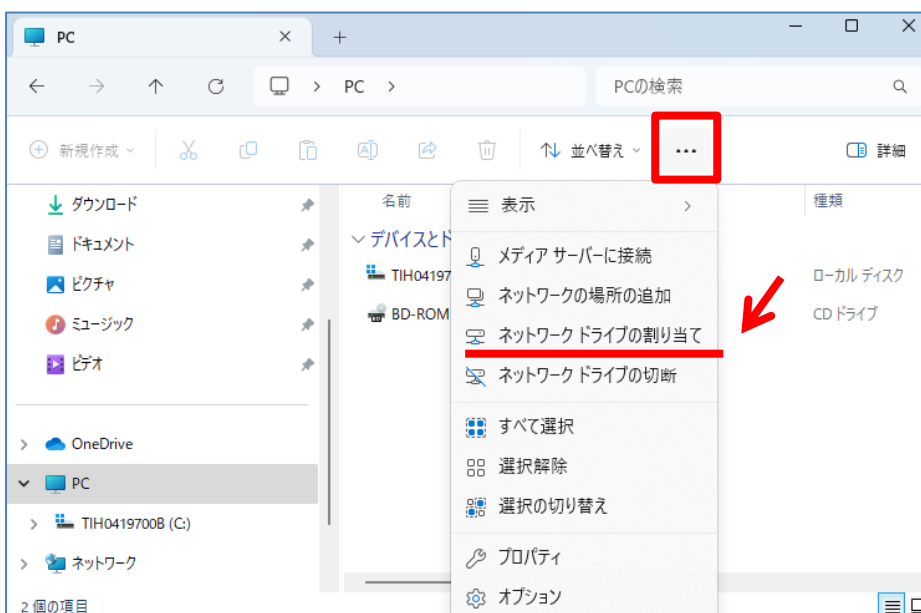 PC
PC
PCの検索
新規作成
並べ替え
詳細
ダウンロード
ドキュメント
ピクチャ
ミュージック
ビデオ
OneDrive
PC
TIH0419700B (C:)
ネットワーク
名前
種類
デバイスとド
TIH04197
ローカル ディスク
BD-ROM
CD ドライブ
表示
メディア サーバーに接続
ネットワークの場所の追加
ネットワーク ドライブの割り当て
ネットワーク ドライブの切断
すべて選択
選択解除
選択の切り替え
プロパティ
オプション
2 個の項目